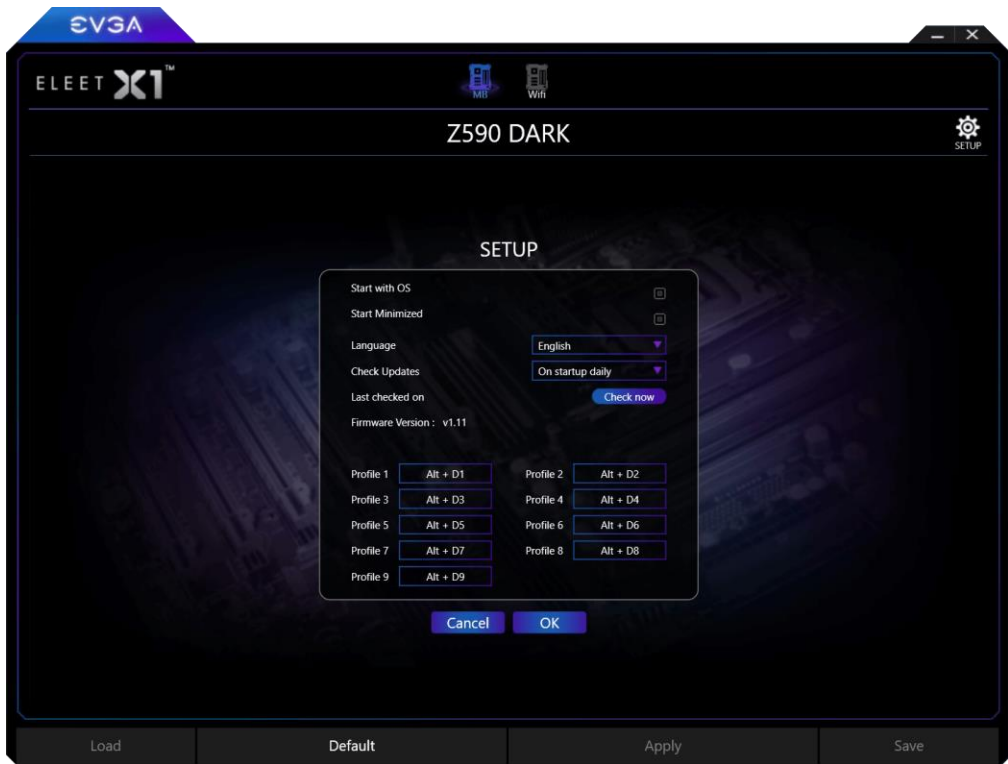 EVGA
ELEET X1™
MB Wifi
Z590 DARK
SETUP
SETUP
Start with OS
Start Minimized
Language English
Check Updates On startup daily
Last checked on Check now
Firmware Version : v1.11
Profile 1 Alt + D1 Profile 2 Alt + D2
Profile 3 Alt + D3 Profile 4 Alt + D4
Profile 5 Alt + D5 Profile 6 Alt + D6
Profile 7 Alt + D7 Profile 8 Alt + D8
Profile 9 Alt + D9
Cancel OK
Load Default Apply Save